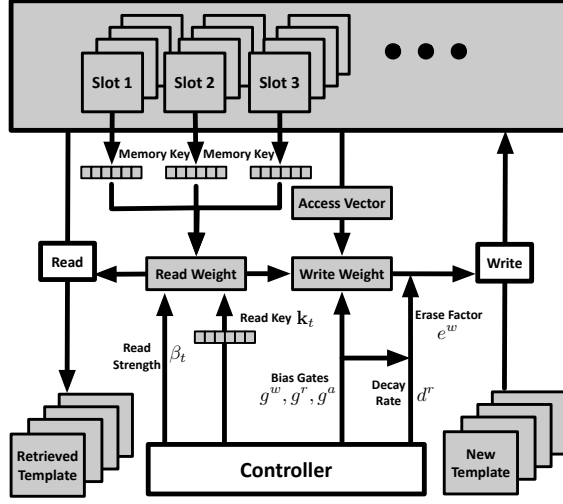 Slot 1
Slot 2
Slot 3
Memory Key
Memory Key
Access Vector
Read
Read Weight
Write Weight
Write
Read Key k_t
Erase Factor
e^w
Read
Strength
β_t
Bias Gates
g^w, g^r, g^a
Decay
Rate
d^r
Retrieved
Template
Controller
New
Template